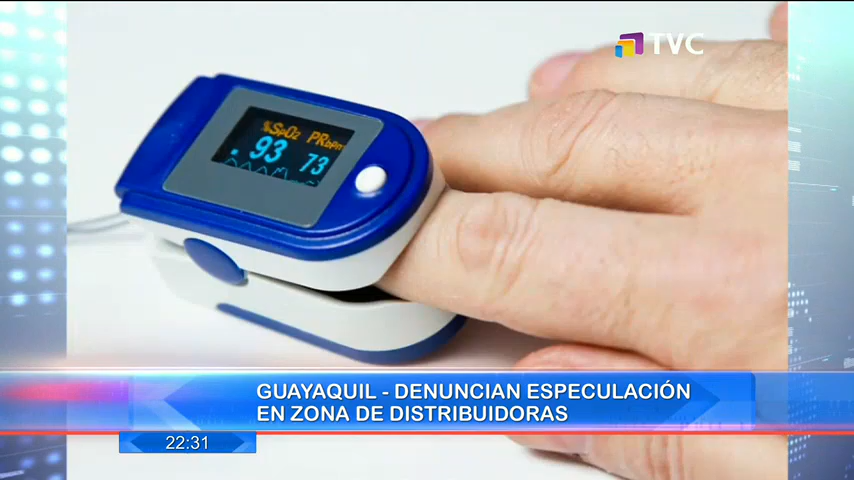 TVC
%SpO2 PRbpm
93 73
GUAYAQUIL - DENUNCIAN ESPECULACIÓN
EN ZONA DE DISTRIBUIDORAS
22:31